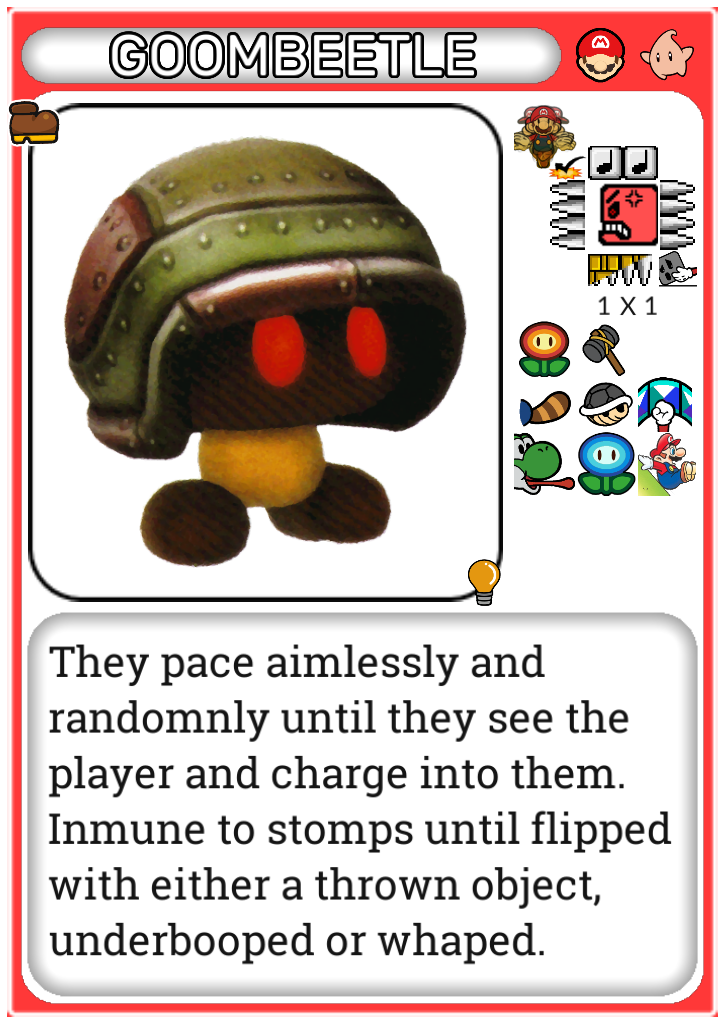 GOOMBEETLE
1 X 1
They pace aimlessly and
randomnly until they see the
player and charge into them.
Inmune to stomps until flipped
with either a thrown object,
underbooped or whaped.